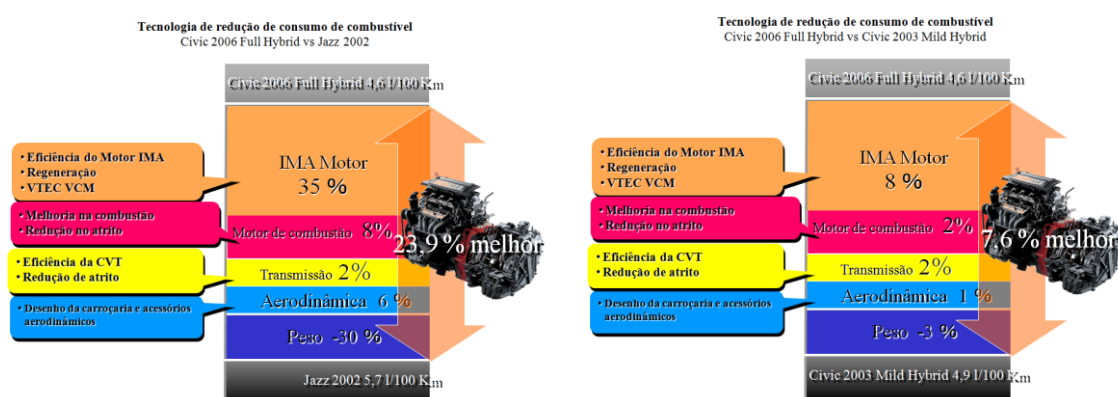 Tecnologia de redução de consumo de combustível
Civic 2006 Full Hybrid vs Jazz 2002
Civic 2006 Full Hybrid 4,6 l/100 Km
• Eficiência do Motor IMA
• Regeneração
• VTEC VCM
IMA Motor
35 %
• Melhoria na combustão
• Redução no atrito
Motor de combustão 8%
23,9 % melhor
• Eficiência da CVT
• Redução de atrito
Transmissão 2%
• Desenho da carroçaria e acessórios
aerodinâmicos
Aerodinâmica 6 %
Peso -30 %
Jazz 2002 5,7 l/100 Km
Tecnologia de redução de consumo de combustível
Civic 2006 Full Hybrid vs Civic 2003 Mild Hybrid
Civic 2006 Full Hybrid 4,6 l/100 Km
• Eficiência do Motor IMA
• Regeneração
• VTEC VCM
IMA Motor
8 %
• Melhoria na combustão
• Redução no atrito
Motor de combustão 2%
7,6 % melhor
• Eficiência da CVT
• Redução de atrito
Transmissão 2%
• Desenho da carroçaria e acessórios
aerodinâmicos
Aerodinâmica 1 %
Peso -3 %
Civic 2003 Mild Hybrid 4,9 l/100 Km